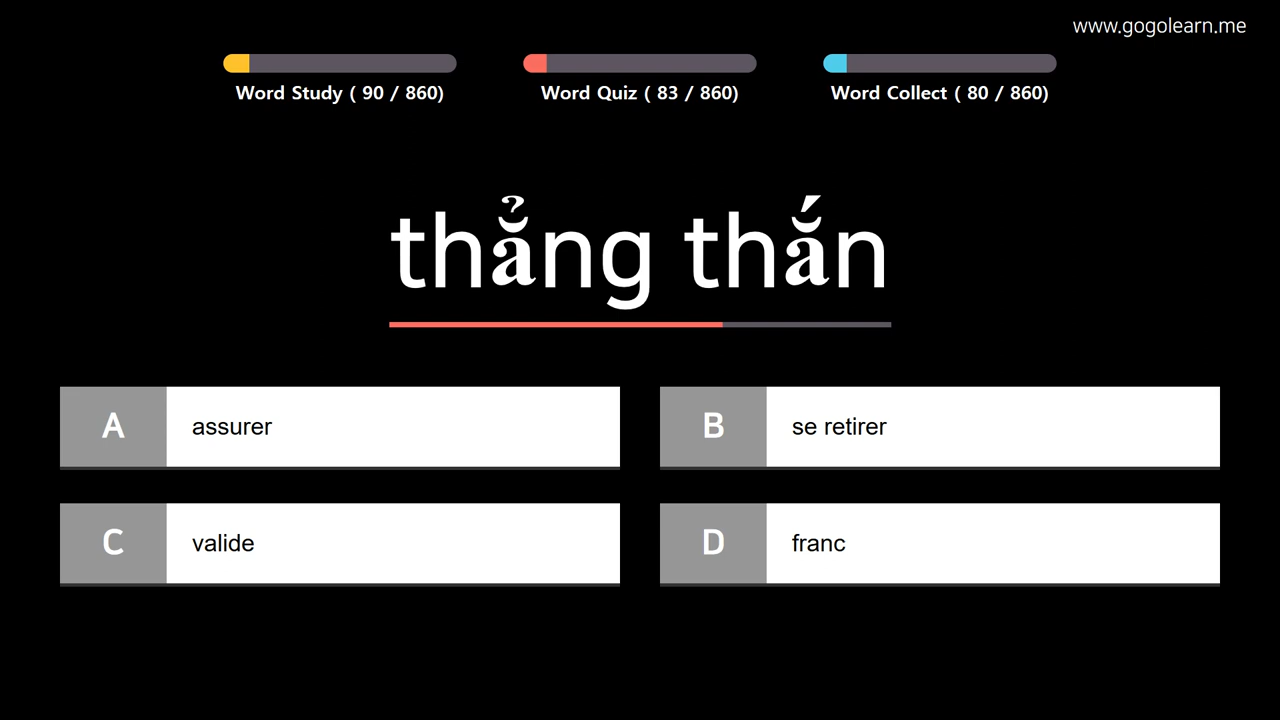 www.gogolearn.me
Word Study ( 90 / 860)
Word Quiz ( 83 / 860)
Word Collect ( 80 / 860)
thẳng thắn
A assurer
B se retirer
C valide
D franc